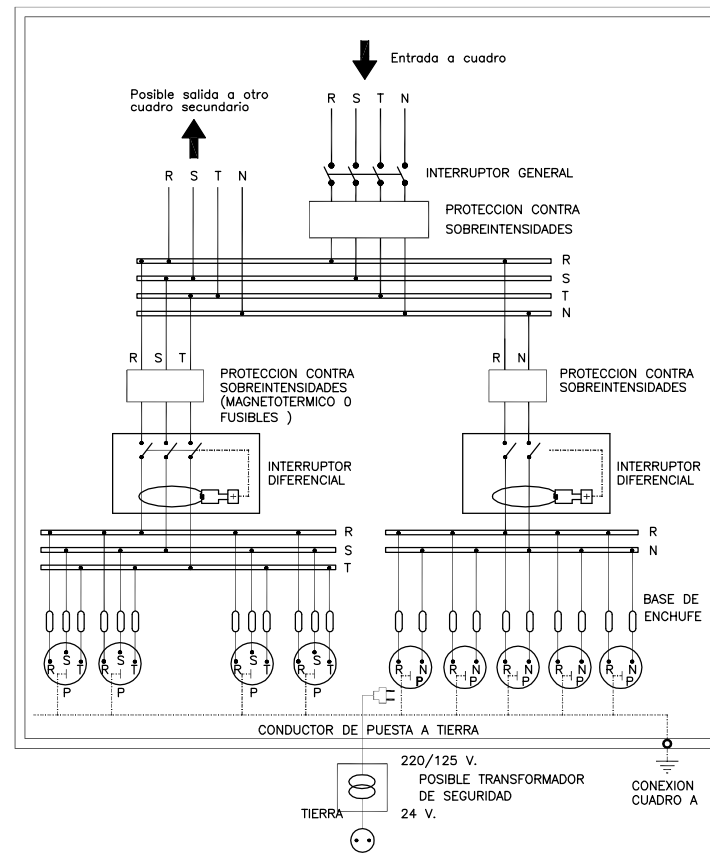 Entrada a cuadro
Posible salida a otro
cuadro secundario
R S T N
R S T N
INTERRUPTOR GENERAL
PROTECCION CONTRA
SOBREINTENSIDADES
R
S
T
N
R S T
R N
PROTECCION CONTRA
SOBREINTENSIDADES
(MAGNETOTERMICO O
FUSIBLES )
PROTECCION CONTRA
SOBREINTENSIDADES
INTERRUPTOR
DIFERENCIAL
INTERRUPTOR
DIFERENCIAL
R
S
T
R
N
BASE DE
ENCHUFE
R S T
P
R S T
P
R S T
P
R S T
P
R N
P
R N
P
R N
P
R N
P
R N
P
CONDUCTOR DE PUESTA A TIERRA
220/125 V.
POSIBLE TRANSFORMADOR
DE SEGURIDAD
TIERRA
24 V.
CONEXION
CUADRO A